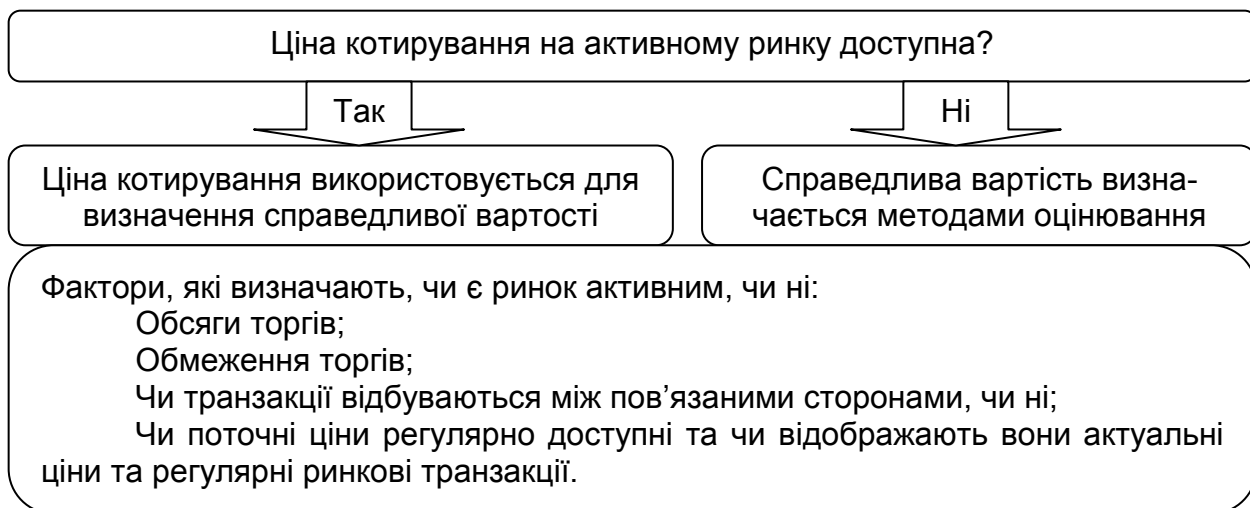 Ціна котирування на активному ринку доступна?
Так
Ні
Ціна котирування використовується для
визначення справедливої вартості
Справедлива вартість визна-
чається методами оцінювання
Фактори, які визначають, чи є ринок активним, чи ні:
Обсяги торгів;
Обмеження торгів;
Чи транзакції відбуваються між пов’язаними сторонами, чи ні;
Чи поточні ціни регулярно доступні та чи відображають вони актуальні
ціни та регулярні ринкові транзакції.